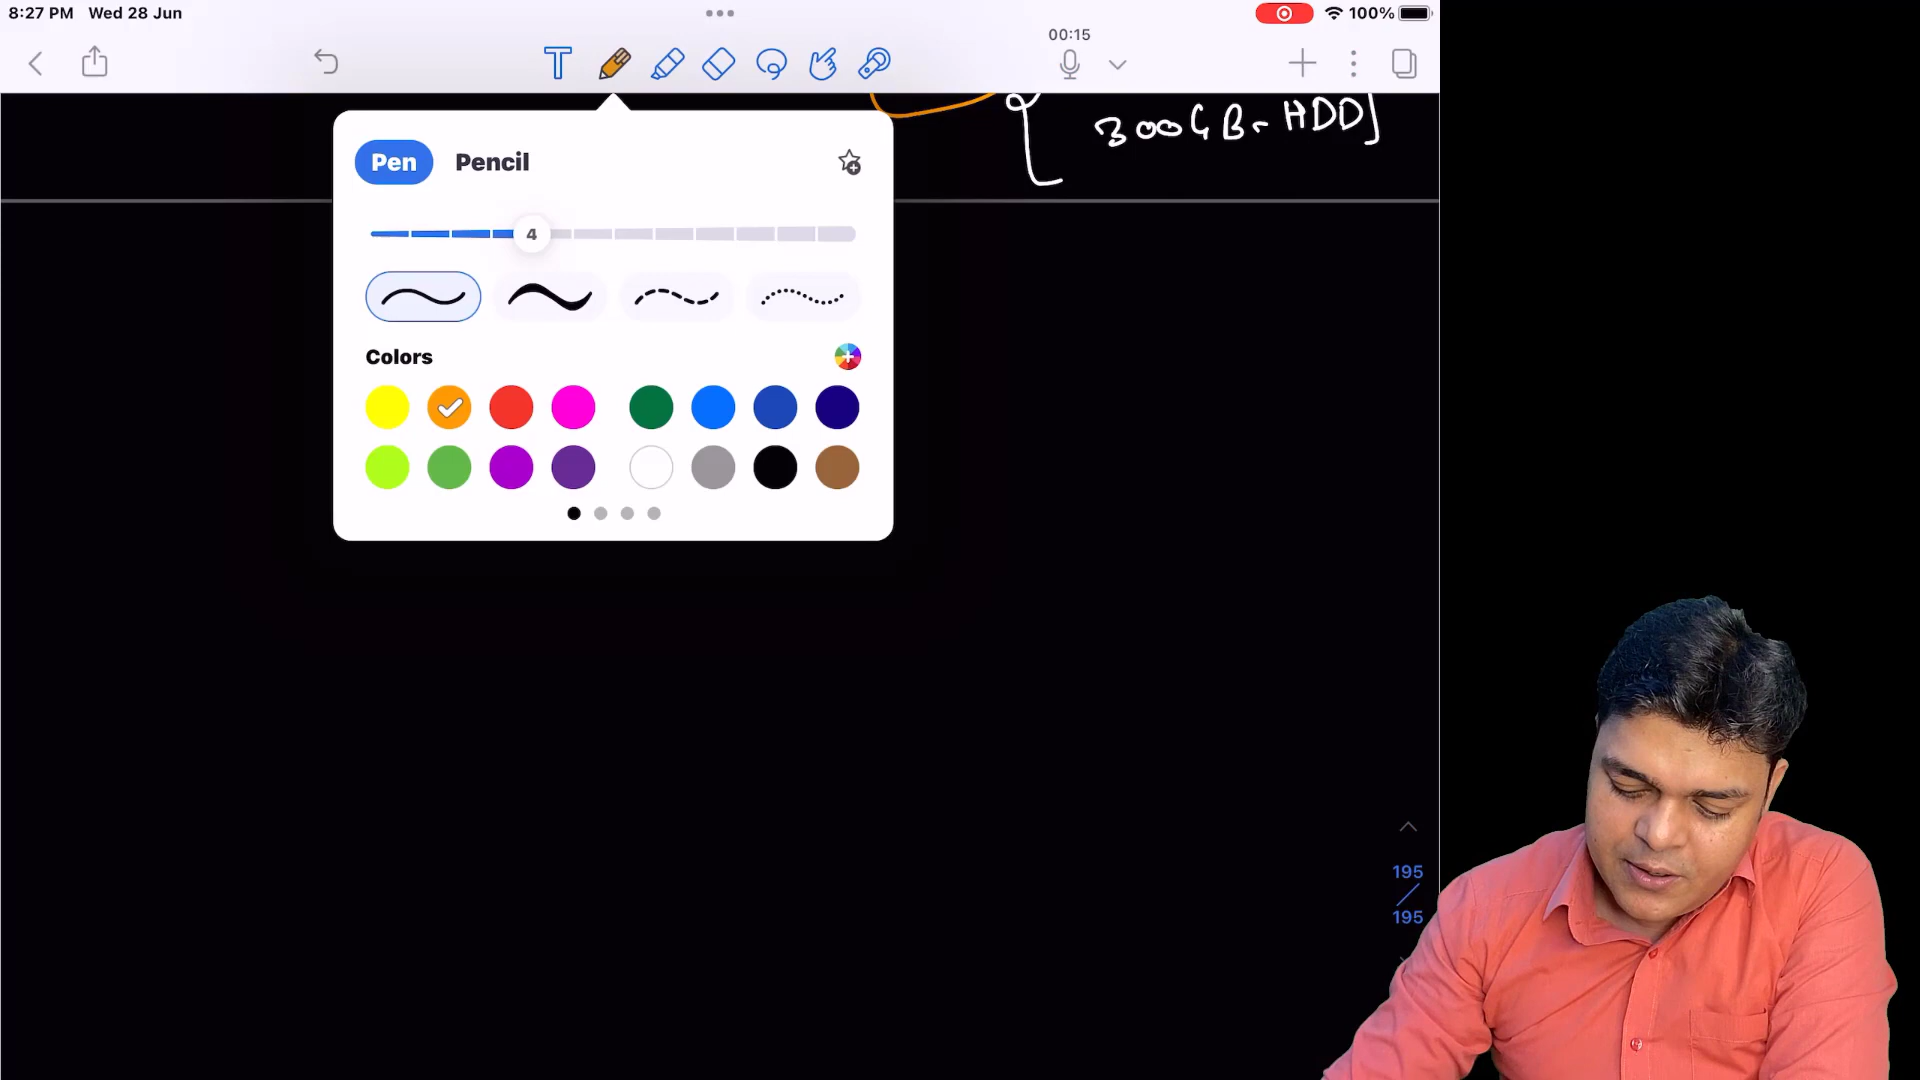 8:27 PM Wed 28 Jun
100%
00:15
T
300GB- HDD]
Pen Pencil
4
Colors
195
195